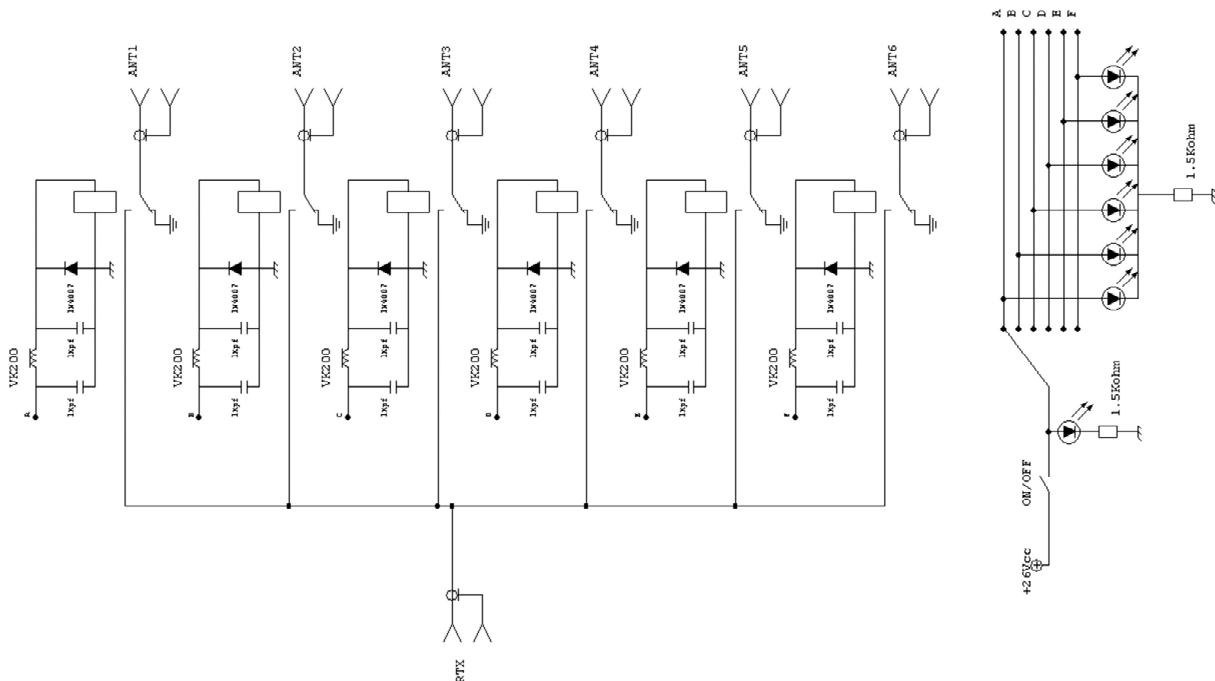 ANT1
ANT2
ANT3
ANT4
ANT5
ANT6
A
B
C
D
E
F
1.5Kohm
1N4007
1N4007
1N4007
1N4007
1N4007
1N4007
VK200
1Kpf
1Kpf
VK200
1Kpf
1Kpf
VK200
1Kpf
1Kpf
VK200
1Kpf
1Kpf
VK200
1Kpf
1Kpf
VK200
1Kpf
1Kpf
A
B
C
D
E
F
1.5Kohm
ON/OFF
+26Vcc
RTX